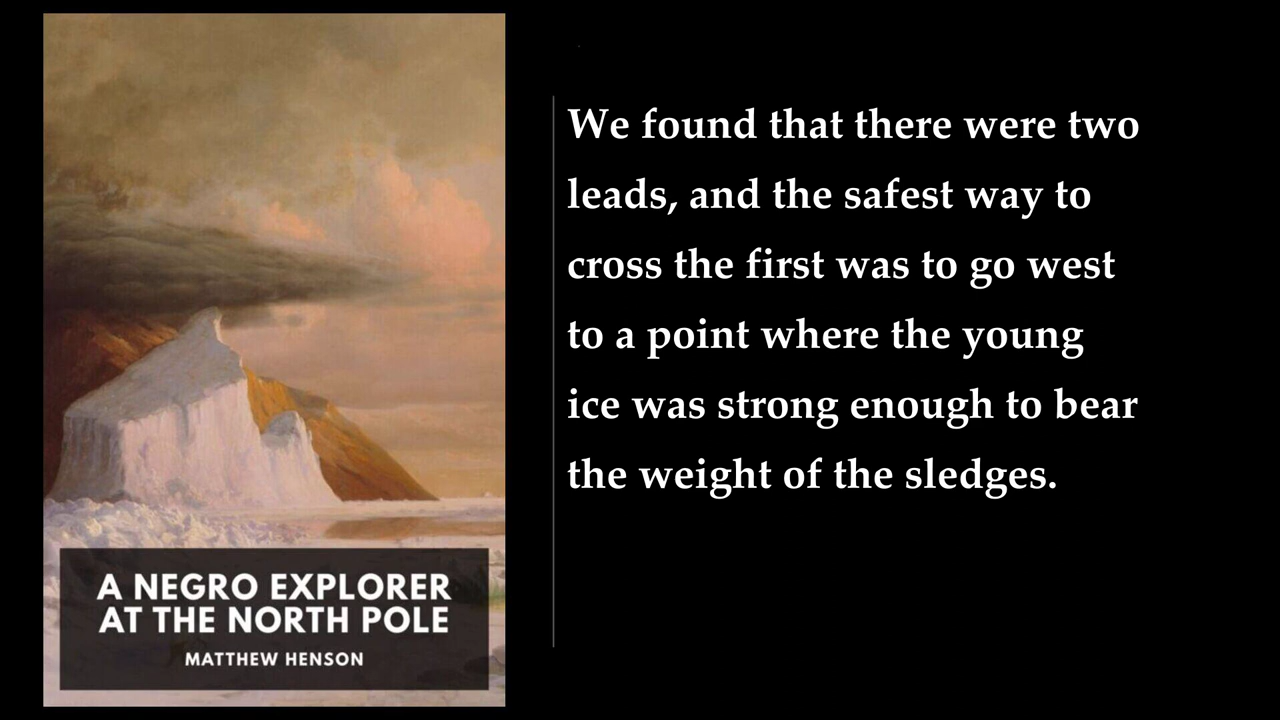 We found that there were two
leads, and the safest way to
cross the first was to go west
to a point where the young
ice was strong enough to bear
the weight of the sledges.
A NEGRO EXPLORER
AT THE NORTH POLE
MATTHEW HENSON